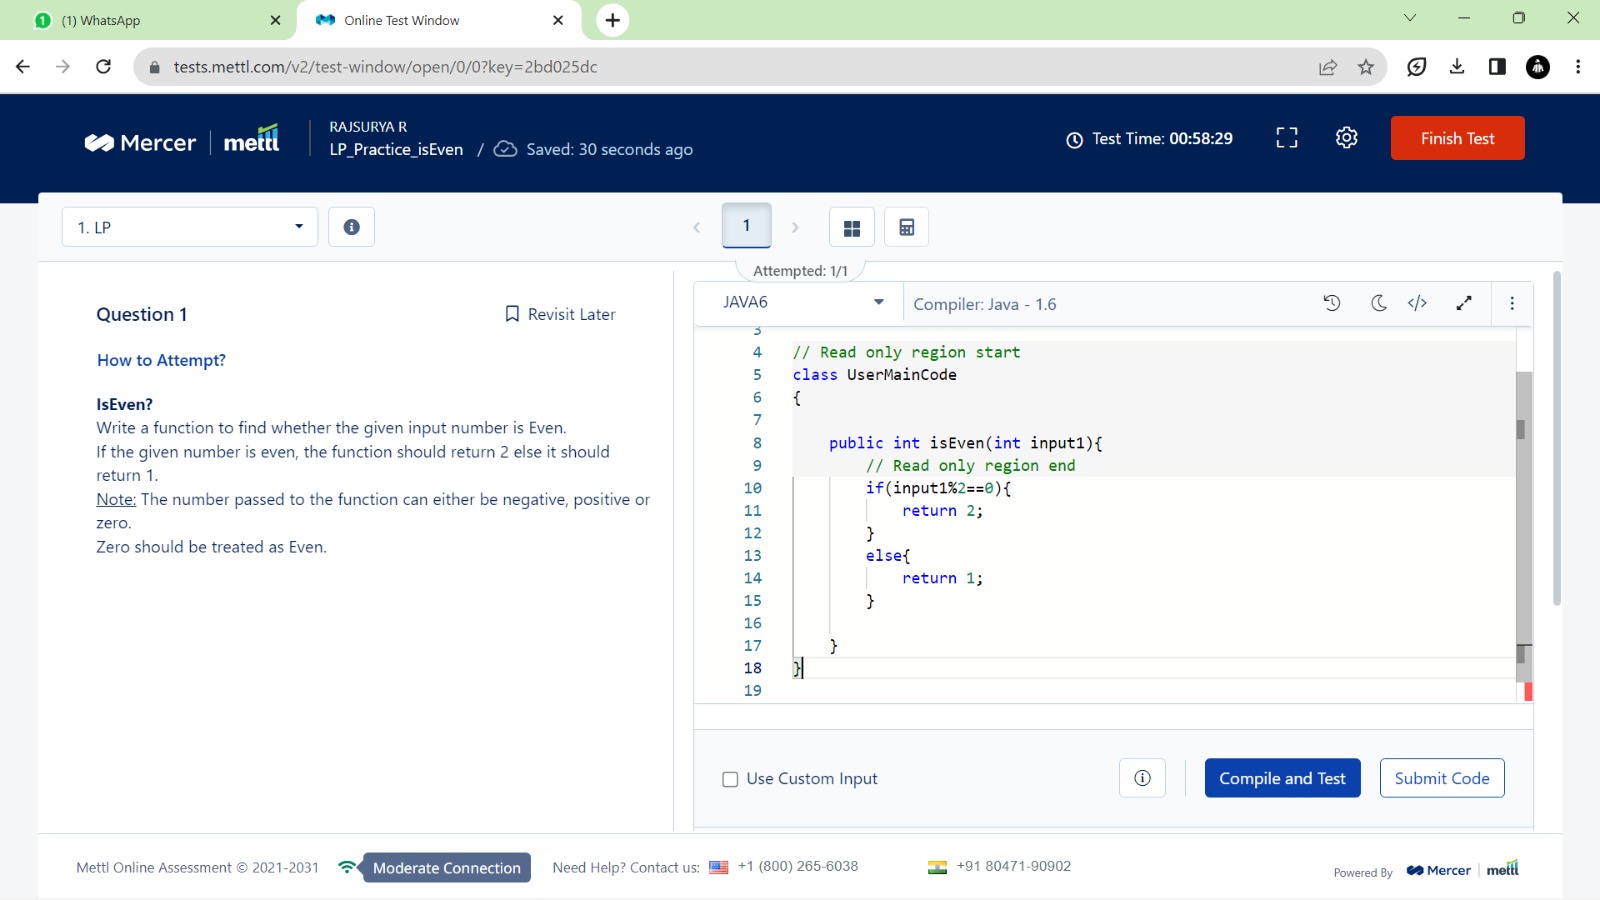 1 (1) WhatsApp
Online Test Window
tests.mettl.com/v2/test-window/open/0/0?key=2bd025dc
Mercer | mettl
RAJSURYA R
LP_Practice_isEven / Saved: 30 seconds ago
Test Time: 00:58:29
Finish Test
1. LP
1
Attempted: 1/1
Question 1
Revisit Later
How to Attempt?
IsEven?
Write a function to find whether the given input number is Even.
If the given number is even, the function should return 2 else it should
return 1.
Note: The number passed to the function can either be negative, positive or
zero.
Zero should be treated as Even.
JAVA6
Compiler: Java - 1.6
3
4 // Read only region start
5 class UserMainCode
6 {
7
8 public int isEven(int input1){
9 // Read only region end
10 if(input1%2==0){
11 return 2;
12 }
13 else{
14 return 1;
15 }
16
17 }
18 }
19
Use Custom Input
Compile and Test
Submit Code
Mettl Online Assessment © 2021-2031
Moderate Connection
Need Help? Contact us: +1 (800) 265-6038
+91 80471-90902
Powered By Mercer | mettl